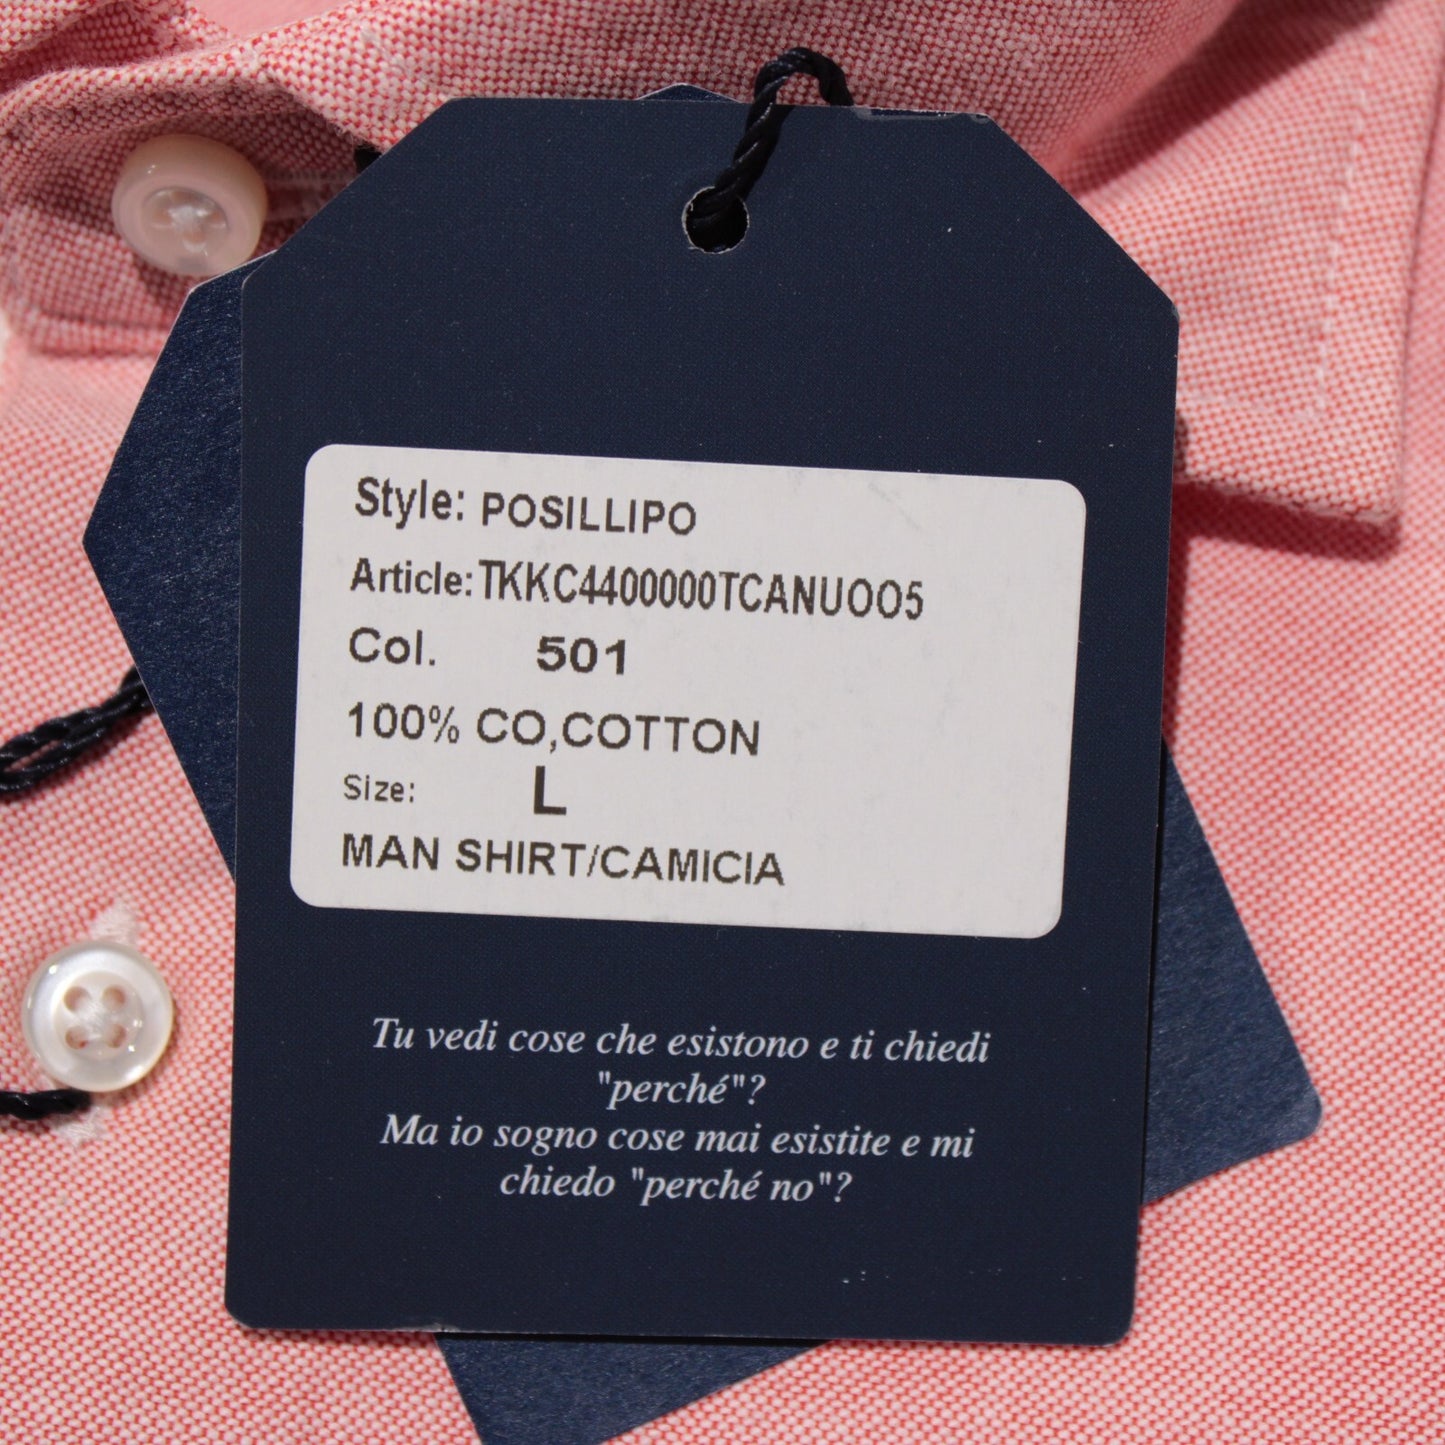 Style: POSILLIPO
Article:TKKC4400000TCANUOO5
Col. 501
100% CO,COTTON
Size: L
MAN SHIRT/CAMICIA
Tu vedi cose che esistono e ti chiedi
"perché"?
Ma io sogno cose mai esistite e mi
chiedo "perché no"?